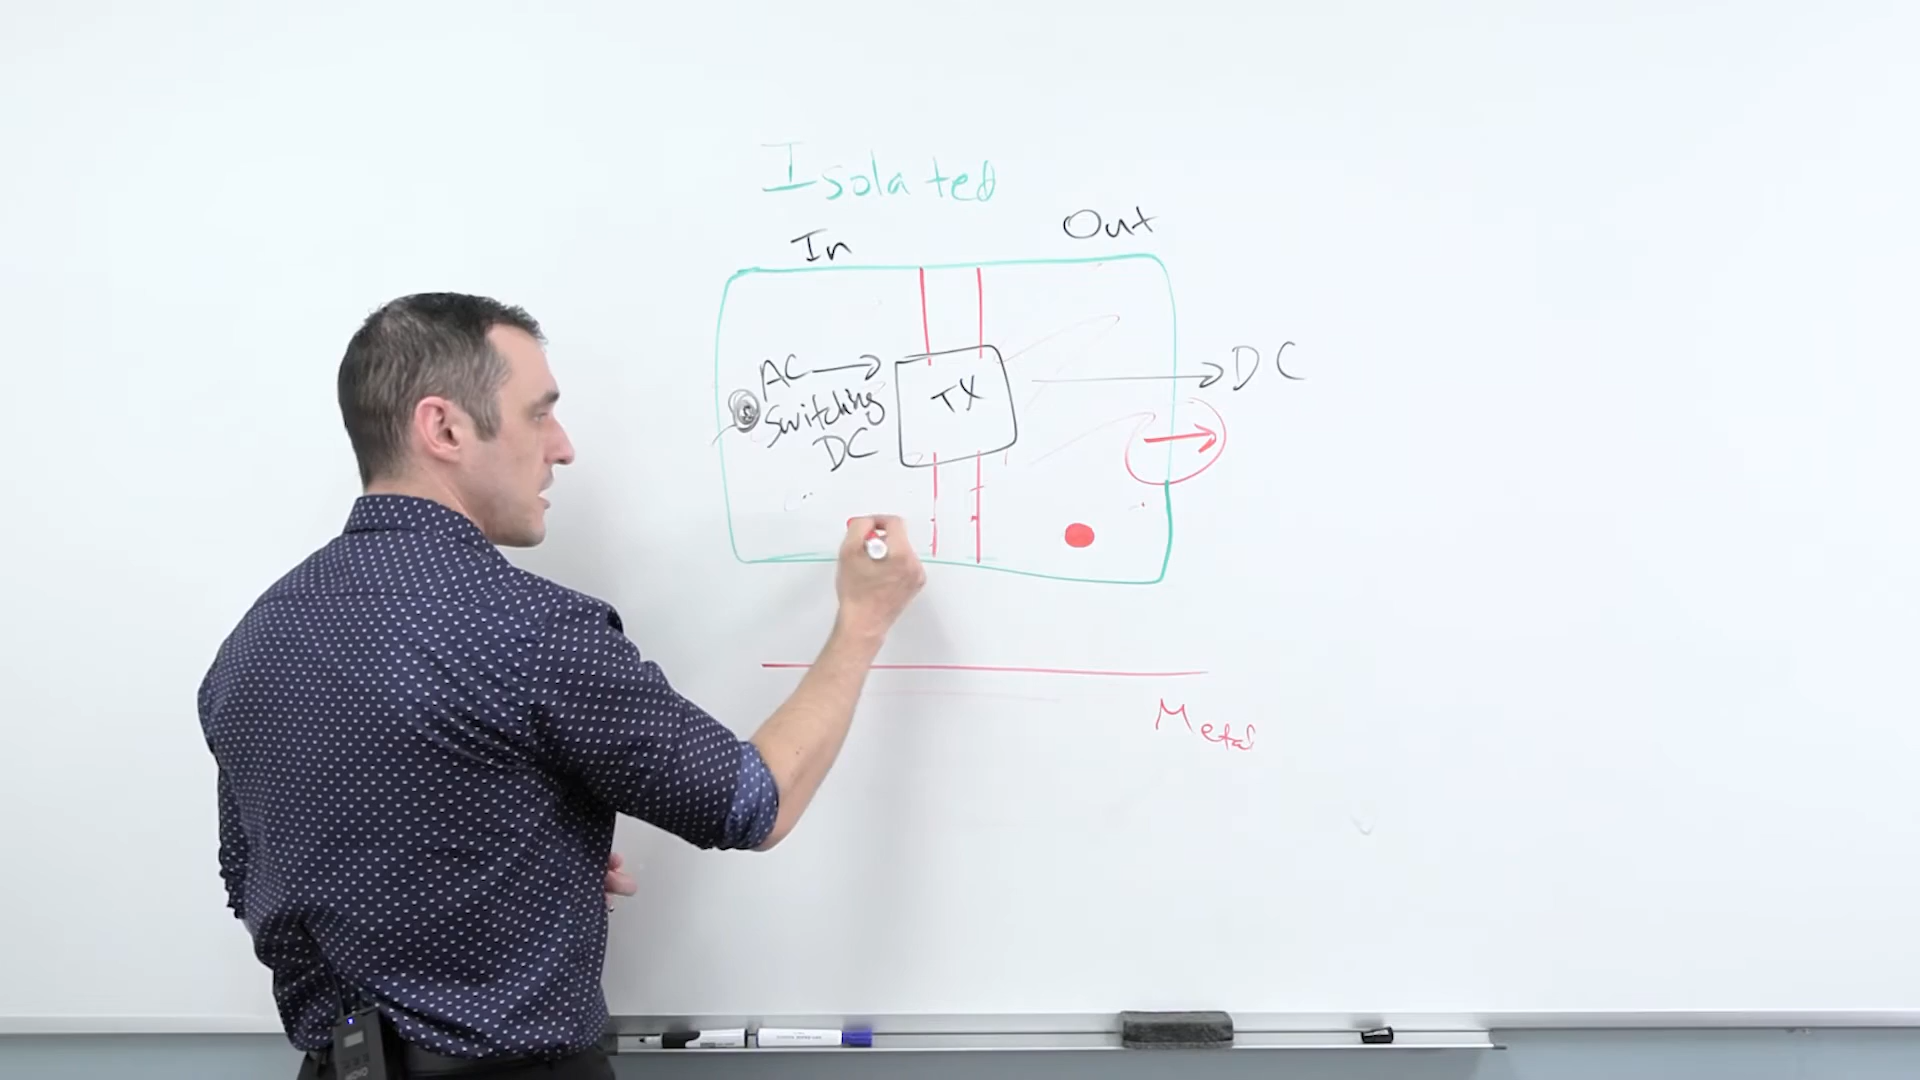 Isolated
In
Out
AC
Switching
DC
TX
DC
Metal